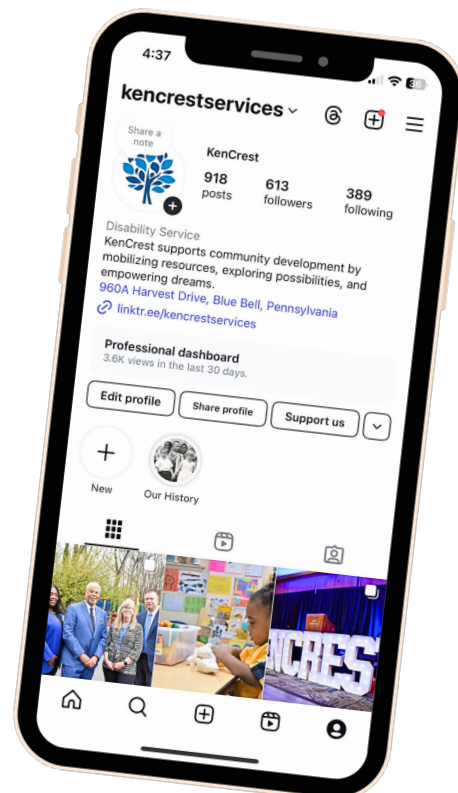 4:37
36
kencrestservices
Share a
note
KenCrest
918
posts
613
followers
389
following
Disability Service
KenCrest supports community development by
mobilizing resources, exploring possibilities, and
empowering dreams.
960A Harvest Drive, Blue Bell, Pennsylvania
linktr.ee/kencrestservices
Professional dashboard
3.6K views in the last 30 days.
Edit profile
Share profile
Support us
New
Our History
NCRES